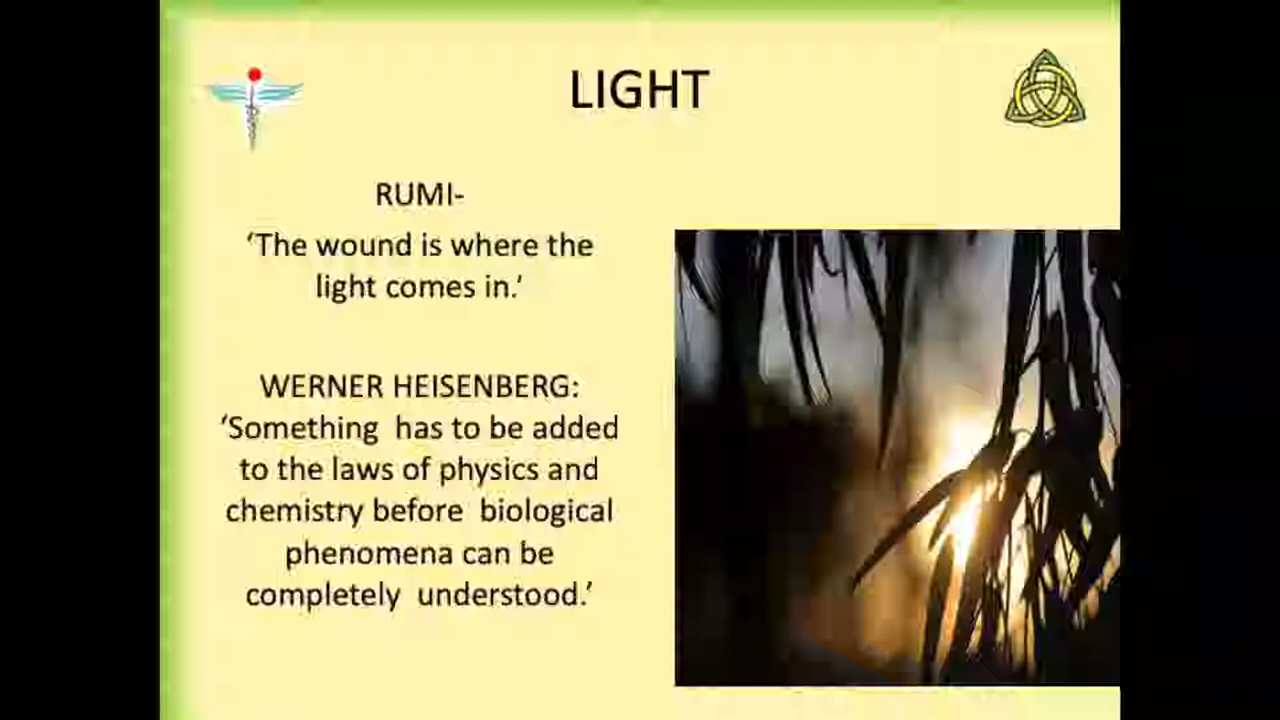 LIGHT
RUMI-
‘The wound is where the
light comes in.’
WERNER HEISENBERG:
‘Something  has to be added
to the laws of physics and
chemistry before  biological
phenomena can be
completely  understood.’